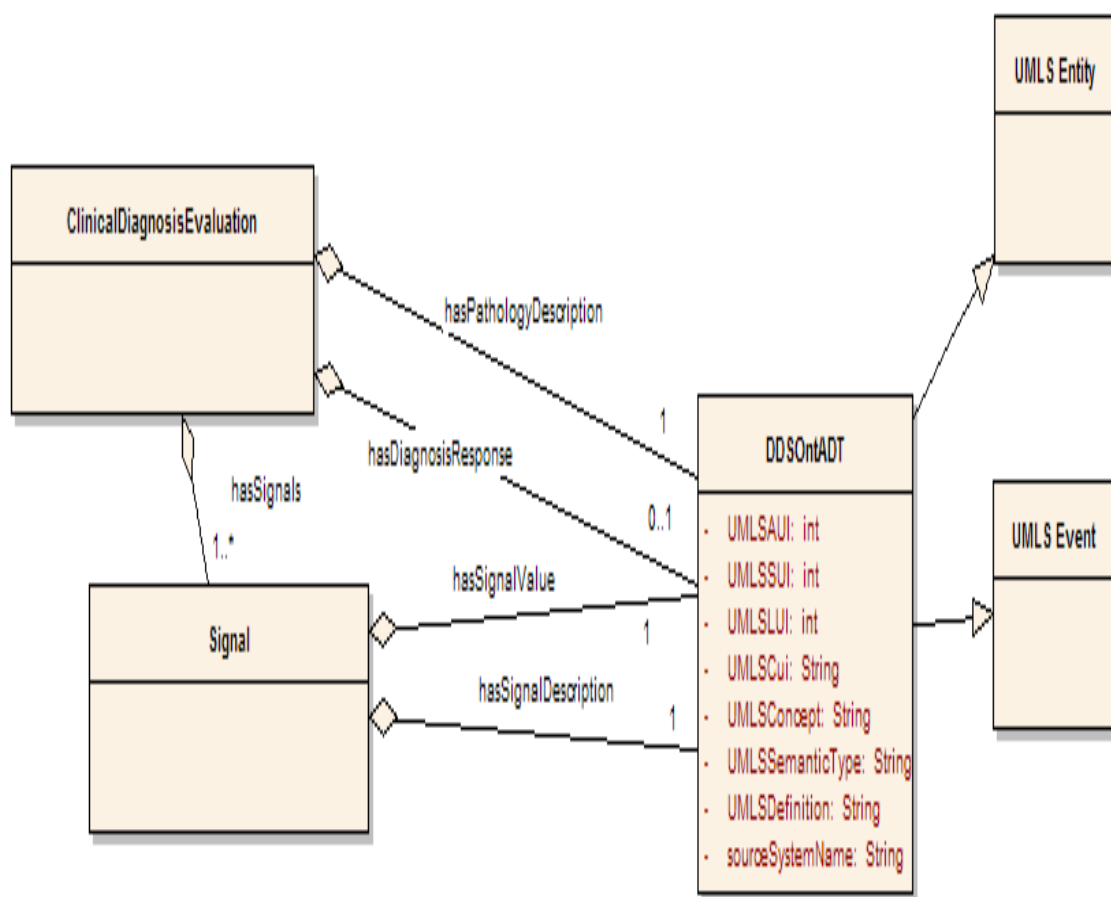 UMLS Entity
ClinicalDiagnosisEvaluation
hasPathologyDescription
1
DDSOntADT
hasDiagnosisResponse
hasSignals
0..1
1..*
- UMLSAUI: int
- UMLSSUI: int
- UMLSLUI: int
- UMLSCui: String
- UMLSConcept: String
- UMLSSemanticType: String
- UMLSDefinition: String
- sourceSystemName: String
UMLS Event
hasSignalValue
1
Signal
hasSignalDescription
1